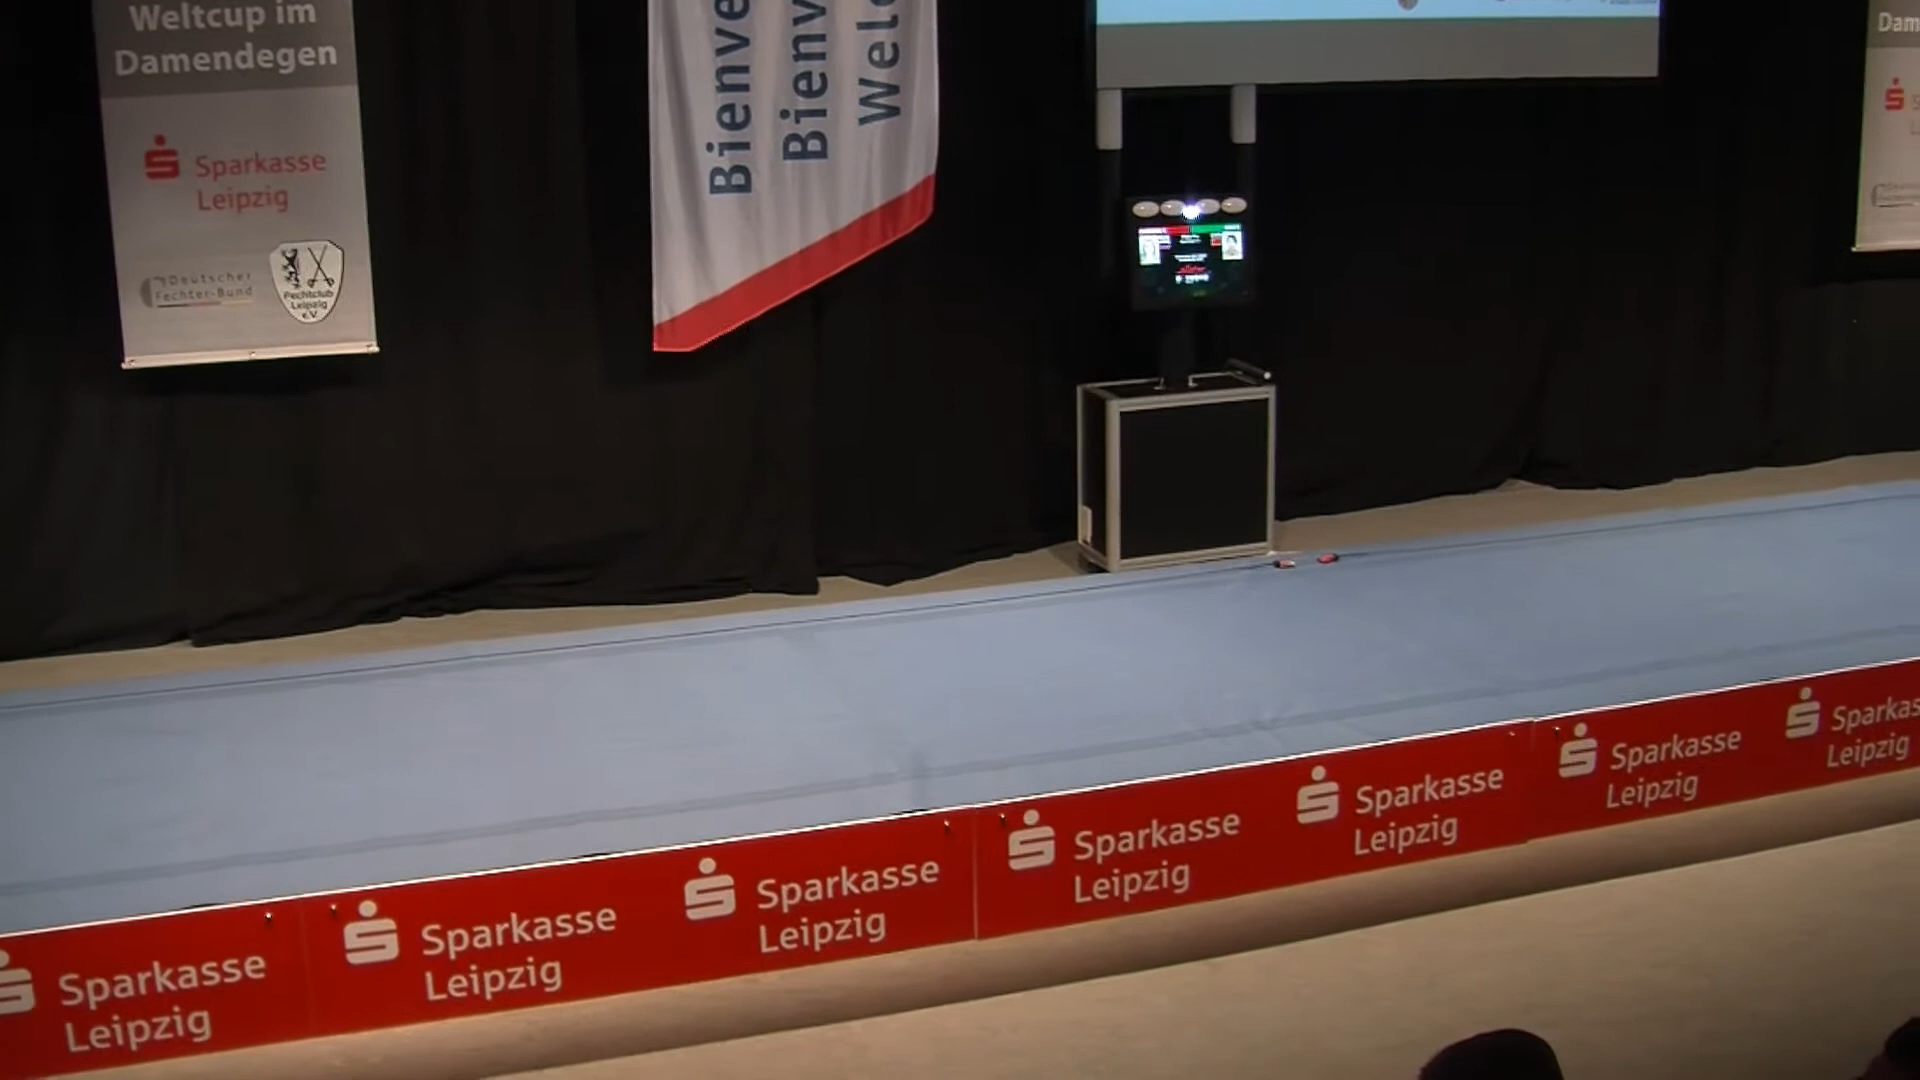 Weltcup im
Damendegen
Sparkasse
Leipzig
Deutscher
Fechter-Bund
Fechtclub
Leipzig
e.V.
Bienve
Bienv
Welc
Dam
Sparkasse
Leipzig
Sparkasse
Leipzig
Sparkasse
Leipzig
Sparkasse
Leipzig
Sparkasse
Leipzig
Sparkasse
Leipzig
Sparkas
Leipzig